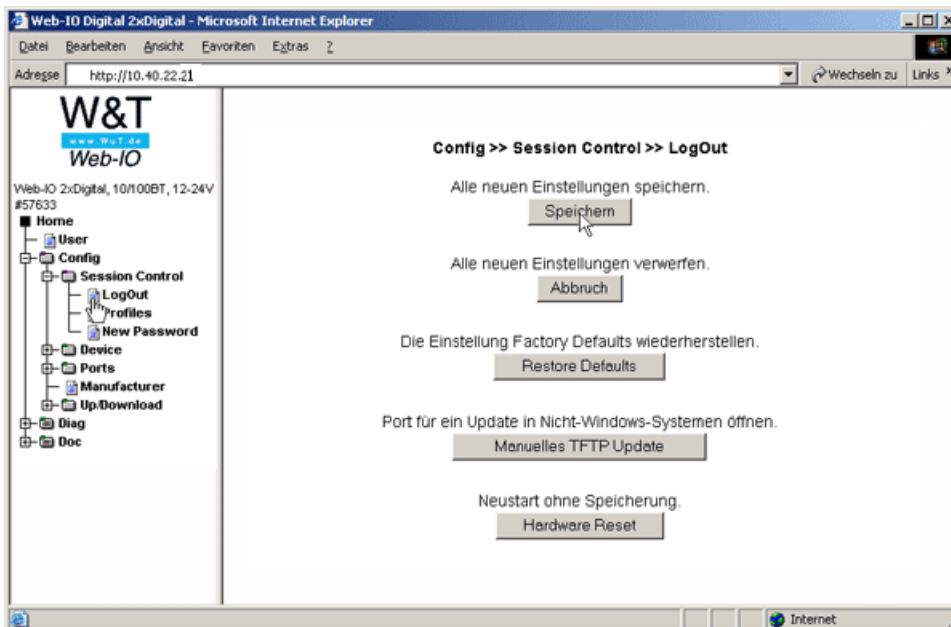 Web-IO Digital 2xDigital - Microsoft Internet Explorer
Datei Bearbeiten Ansicht Favoriten Extras ?
Adresse http://10.40.22.21 Wechseln zu Links »
W&T
www.WuT.de
Web-IO
Web-IO 2xDigital, 10/100BT, 12-24V
#57633
Home
User
Config
Session Control
LogOut
Profiles
New Password
Device
Ports
Manufacturer
Up/Download
Diag
Doc
Config >> Session Control >> LogOut
Alle neuen Einstellungen speichern.
Speichern
Alle neuen Einstellungen verwerfen.
Abbruch
Die Einstellung Factory Defaults wiederherstellen.
Restore Defaults
Port für ein Update in Nicht-Windows-Systemen öffnen.
Manuelles TFTP Update
Neustart ohne Speicherung.
Hardware Reset
Internet